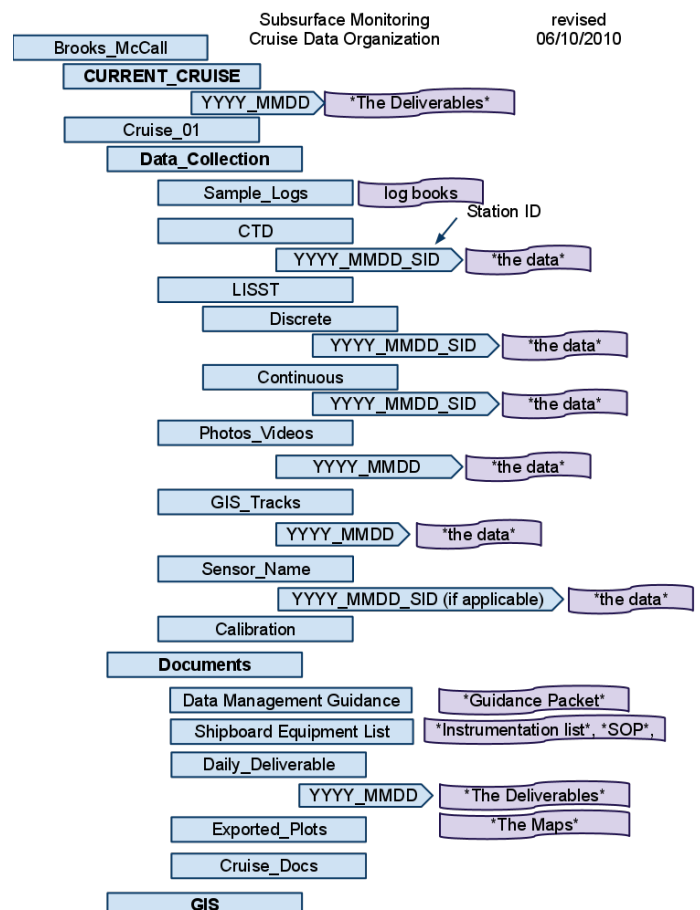 Subsurface Monitoring
Cruise Data Organization
revised
06/10/2010
Brooks_McCall
CURRENT_CRUISE
YYYY_MMDD
*The Deliverables*
Cruise_01
Data_Collection
Sample_Logs
log books
Station ID
CTD
YYYY_MMDD_SID
*the data*
LISST
Discrete
YYYY_MMDD_SID
*the data*
Continuous
YYYY_MMDD_SID
*the data*
Photos_Videos
YYYY_MMDD
*the data*
GIS_Tracks
YYYY_MMDD
*the data*
Sensor_Name
YYYY_MMDD_SID (if applicable)
*the data*
Calibration
Documents
Data Management Guidance
*Guidance Packet*
Shipboard Equipment List
*Instrumentation list*, *SOP*,
Daily_Deliverable
YYYY_MMDD
*The Deliverables*
Exported_Plots
*The Maps*
Cruise_Docs
GIS